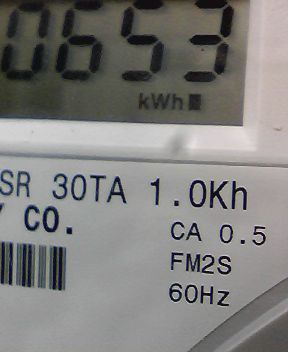 0653
kWh
SR 30TA 1.0Kh
Y CO.
CA 0.5
FM2S
60Hz